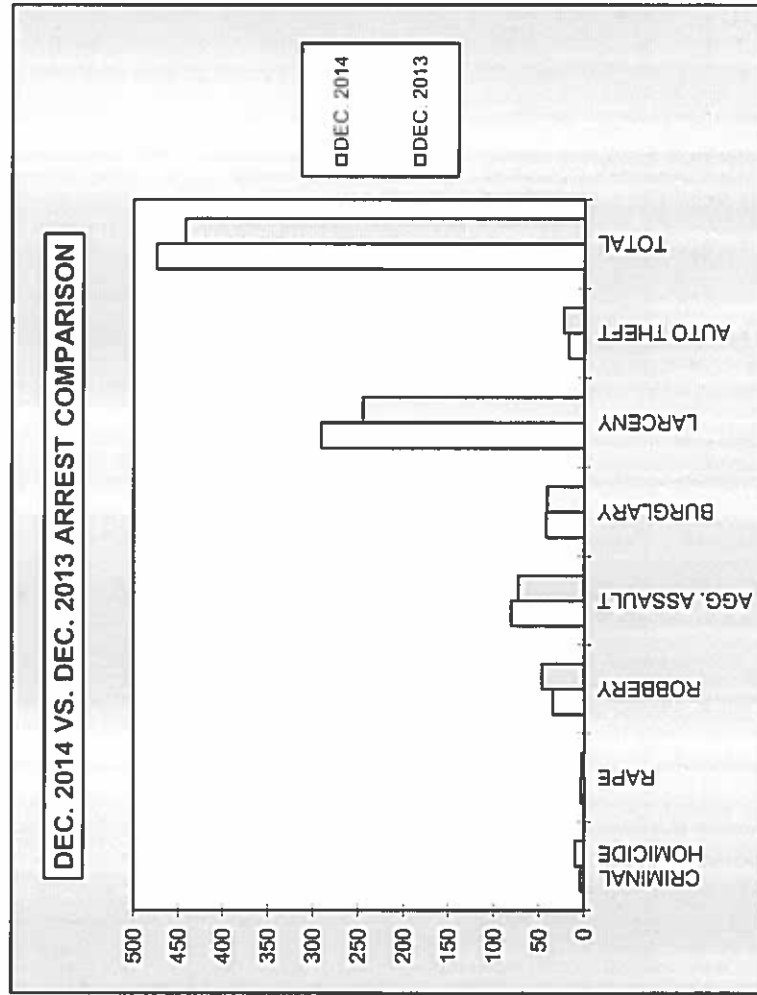 DEC. 2014 VS. DEC. 2013 ARREST COMPARISON
500
450
400
350
300
250
200
150
100
50
0
CRIMINAL
HOMICIDE
RAPE
ROBBERY
AGG. ASSAULT
BURGLARY
LARCENY
AUTO THEFT
TOTAL
DEC. 2014
DEC. 2013